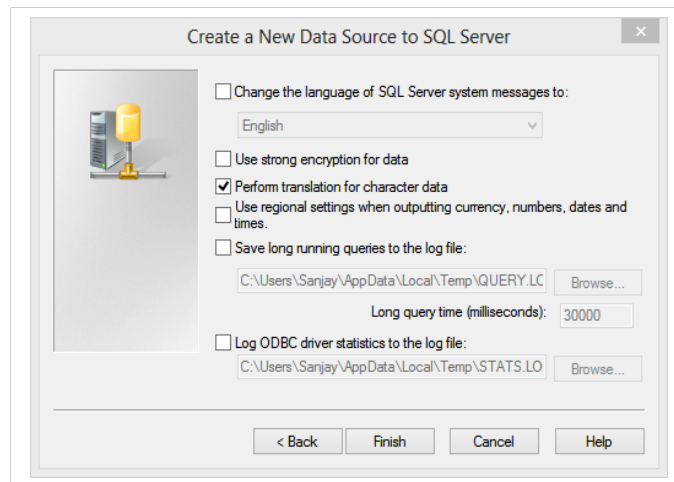 Create a New Data Source to SQL Server
Change the language of SQL Server system messages to:
English
Use strong encryption for data
Perform translation for character data
Use regional settings when outputting currency, numbers, dates and
times.
Save long running queries to the log file:
C:\Users\Sanjay\AppData\Local\Temp\QUERY.LC Browse...
Long query time (milliseconds): 30000
Log ODBC driver statistics to the log file:
C:\Users\Sanjay\AppData\Local\Temp\STATS.LO Browse...
< Back Finish Cancel Help